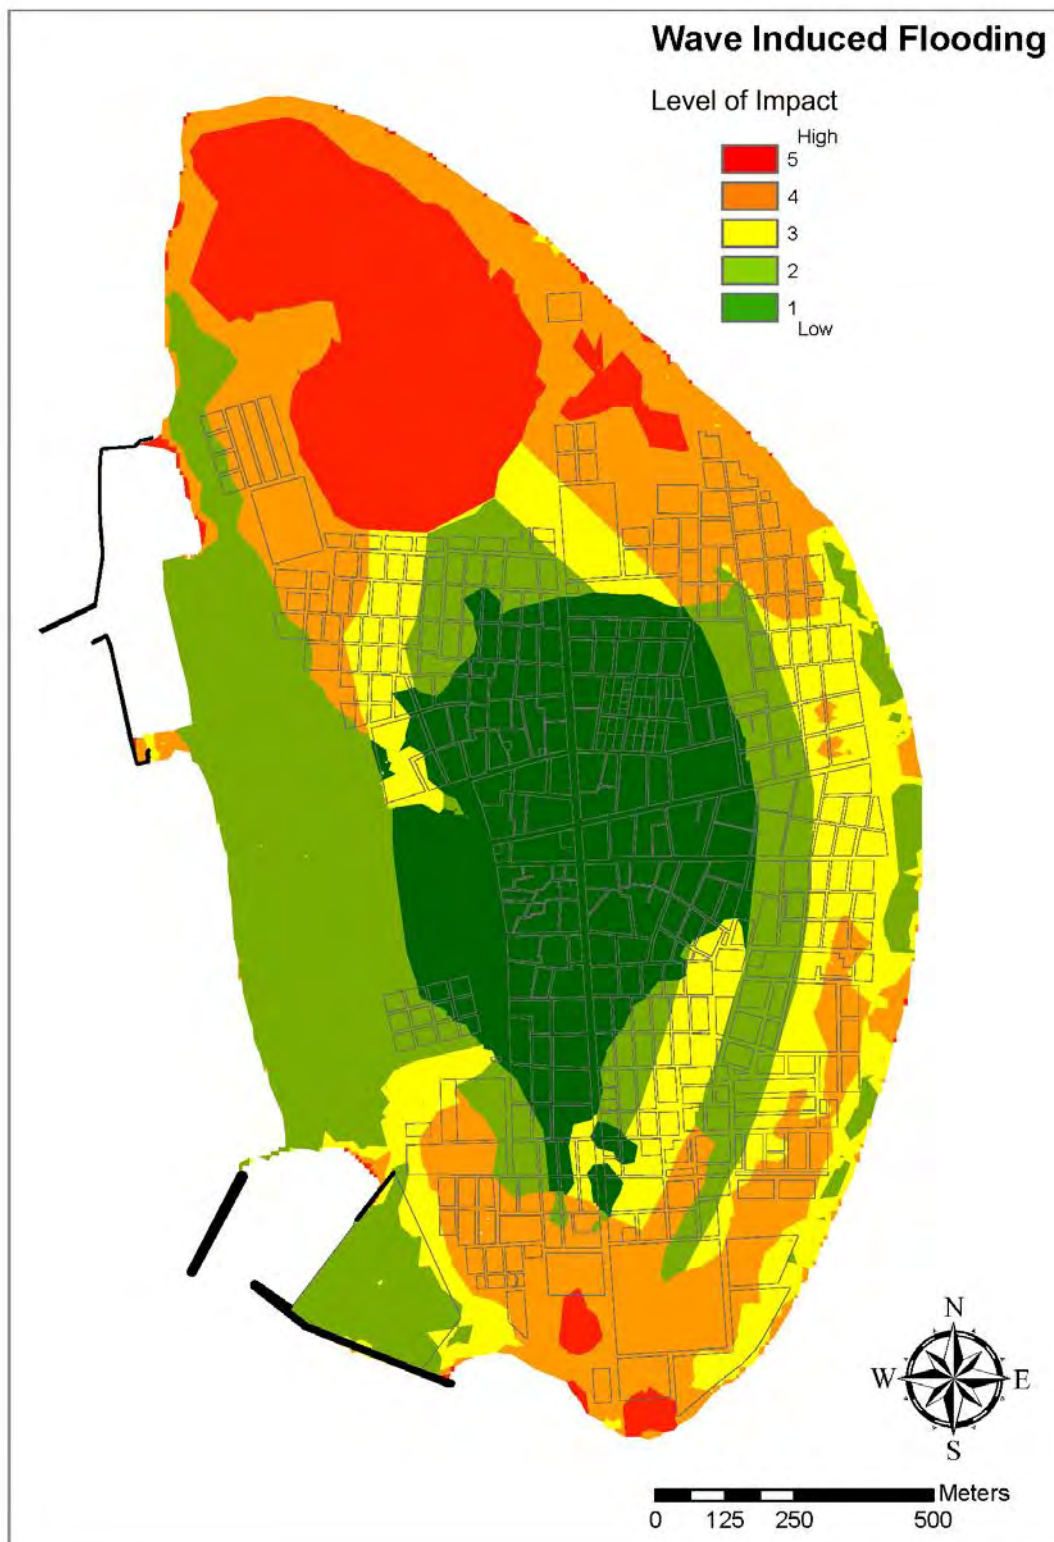 Wave Induced Flooding
Level of Impact
High
5
4
3
2
1
Low
N
W E
S
Meters
0 125 250 500